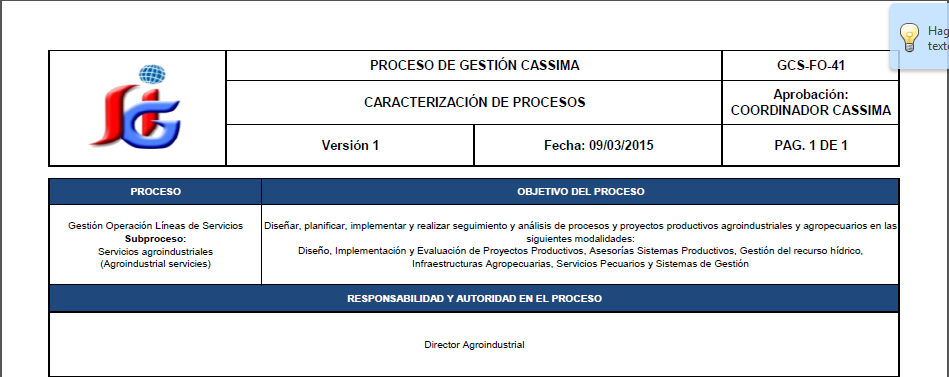 Hag
texto
PROCESO DE GESTIÓN CASSIMA
GCS-FO-41
CARACTERIZACIÓN DE PROCESOS
Aprobación:
COORDINADOR CASSIMA
Versión 1
Fecha: 09/03/2015
PAG. 1 DE 1
PROCESO
OBJETIVO DEL PROCESO
Gestión Operación Líneas de Servicios
Subproceso:
Servicios agroindustriales
(Agroindustrial servicies)
Diseñar, planificar, implementar y realizar seguimiento y análisis de procesos y proyectos productivos agroindustriales y agropecuarios en las
siguientes modalidades:
Diseño, Implementación y Evaluación de Proyectos Productivos, Asesorías Sistemas Productivos, Gestión del recurso hídrico,
Infraestructuras Agropecuarias, Servicios Pecuarios y Sistemas de Gestión
RESPONSABILIDAD Y AUTORIDAD EN EL PROCESO
Director Agroindustrial